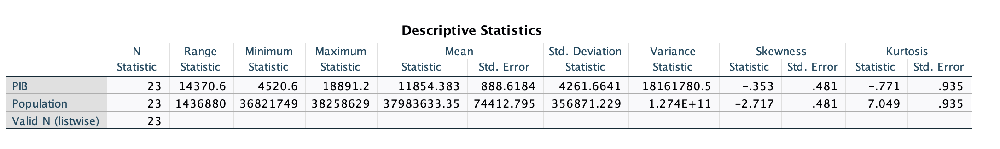 Descriptive Statistics
N Range Minimum Maximum Mean Std. Deviation Variance Skewness Kurtosis
Statistic Statistic Statistic Statistic Statistic Std. Error Statistic Statistic Statistic Std. Error Statistic Std. Error
PIB 23 14370.6 4520.6 18891.2 11854.383 888.6184 4261.6641 18161780.5 -.353 .481 -.771 .935
Population 23 1436880 36821749 38258629 37983633.35 74412.795 356871.229 1.274E+11 -2.717 .481 7.049 .935
Valid N (listwise) 23